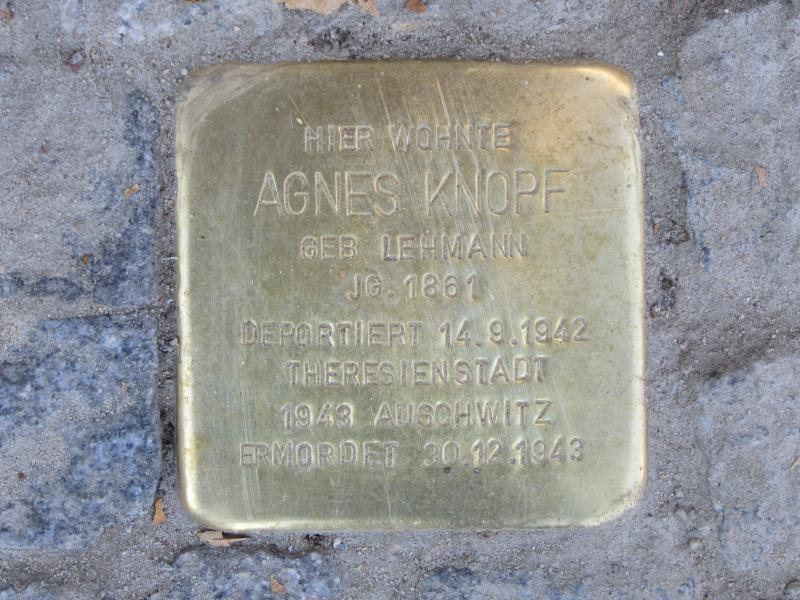 HIER WOHNTE
AGNES KNOPF
GEB. LEHMANN
JG. 1861
DEPORTIERT 14.9.1942
THERESIENSTADT
1943 AUSCHWITZ
ERMORDET 30.12.1943